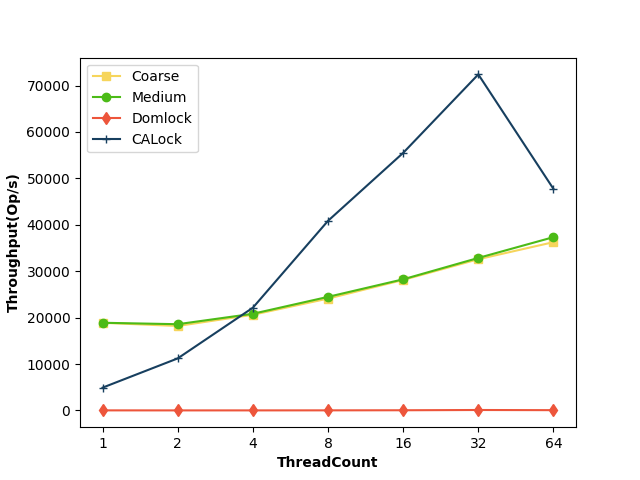 Coarse
Medium
Domlock
CALock
Throughput(Op/s)
70000
60000
50000
40000
30000
20000
10000
0
1 2 4 8 16 32 64
ThreadCount